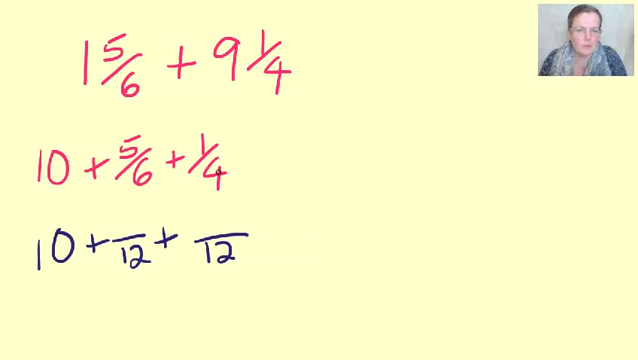 1 5/6 + 9 1/4
10 + 5/6 + 1/4
10 + /12 + /12